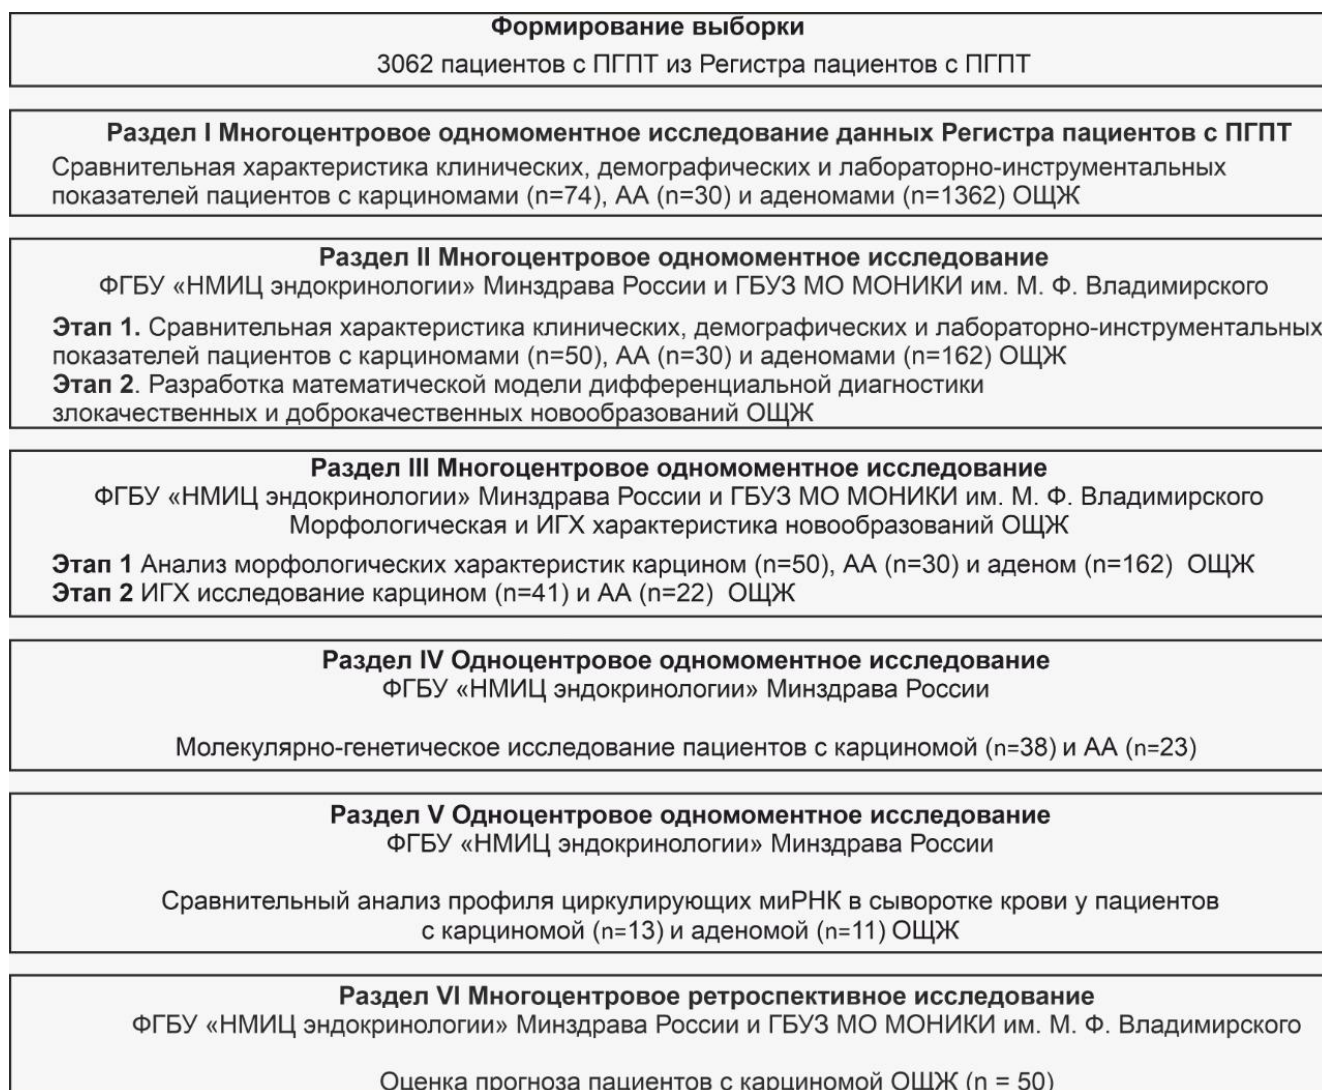 Формирование выборки
3062 пациентов с ПГПТ из Регистра пациентов с ПГПТ
Раздел I Многоцентровое одномоментное исследование данных Регистра пациентов с ПГПТ
Сравнительная характеристика клинических, демографических и лабораторно-инструментальных
показателей пациентов с карциномами (n=74), АА (n=30) и аденомами (n=1362) ОЩЖ
Раздел II Многоцентровое одномоментное исследование
ФГБУ «НМИЦ эндокринологии» Минздрава России и ГБУЗ МО МОНИКИ им. М. Ф. Владимирского
Этап 1. Сравнительная характеристика клинических, демографических и лабораторно-инструментальных
показателей пациентов с карциномами (n=50), АА (n=30) и аденомами (n=162) ОЩЖ
Этап 2. Разработка математической модели дифференциальной диагностики
злокачественных и доброкачественных новообразований ОЩЖ
Раздел III Многоцентровое одномоментное исследование
ФГБУ «НМИЦ эндокринологии» Минздрава России и ГБУЗ МО МОНИКИ им. М. Ф. Владимирского
Морфологическая и ИГХ характеристика новообразований ОЩЖ
Этап 1 Анализ морфологических характеристик карцином (n=50), АА (n=30) и аденом (n=162) ОЩЖ
Этап 2 ИГХ исследование карцином (n=41) и АА (n=22) ОЩЖ
Раздел IV Одноцентровое одномоментное исследование
ФГБУ «НМИЦ эндокринологии» Минздрава России
Молекулярно-генетическое исследование пациентов с карциномой (n=38) и АА (n=23)
Раздел V Одноцентровое одномоментное исследование
ФГБУ «НМИЦ эндокринологии» Минздрава России
Сравнительный анализ профиля циркулирующих миРНК в сыворотке крови у пациентов
с карциномой (n=13) и аденомой (n=11) ОЩЖ
Раздел VI Многоцентровое ретроспективное исследование
ФГБУ «НМИЦ эндокринологии» Минздрава России и ГБУЗ МО МОНИКИ им. М. Ф. Владимирского
Оценка прогноза пациентов с карциномой ОЩЖ (n = 50)